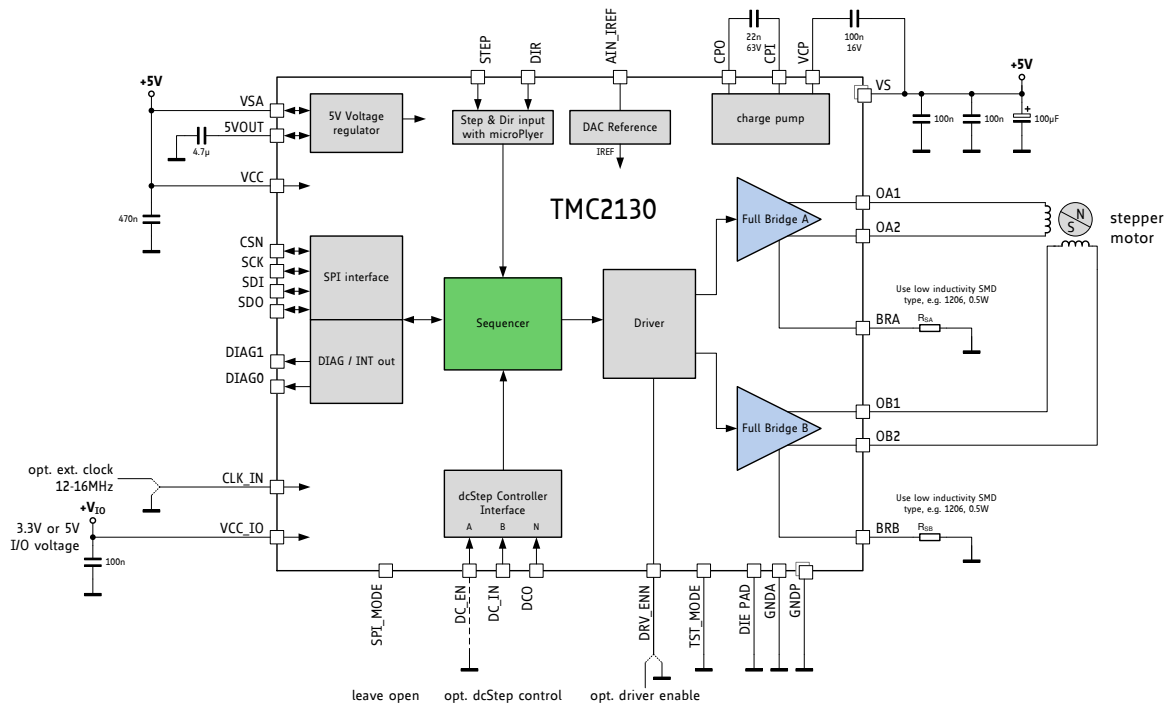 STEP
DIR
AIN_IREF
CPO
22n
63V
CPI
VCP
100n
16V
+5V
VSA
5VOUT
4.7µ
5V Voltage
regulator
Step & Dir input
with microPlyer
DAC Reference
IREF
charge pump
VS
+5V
100n
100n
+
100µF
VCC
470n
TMC2130
Full Bridge A
OA1
OA2
N
S
stepper
motor
CSN
SCK
SDI
SDO
SPI interface
DIAG / INT out
DIAG1
DIAG0
Sequencer
Driver
Use low inductivity SMD
type, e.g. 1206, 0.5W
BRA
RSA
Full Bridge B
OB1
OB2
opt. ext. clock
12-16MHz
CLK_IN
+VIO
3.3V or 5V
I/O voltage
VCC_IO
100n
dcStep Controller
Interface
A B N
Use low inductivity SMD
type, e.g. 1206, 0.5W
BRB
RSB
SPI_MODE
DC_EN
DC_IN
DCO
DRV_ENN
TST_MODE
DIE PAD
GNDA
GNDP
leave open
opt. dcStep control
opt. driver enable